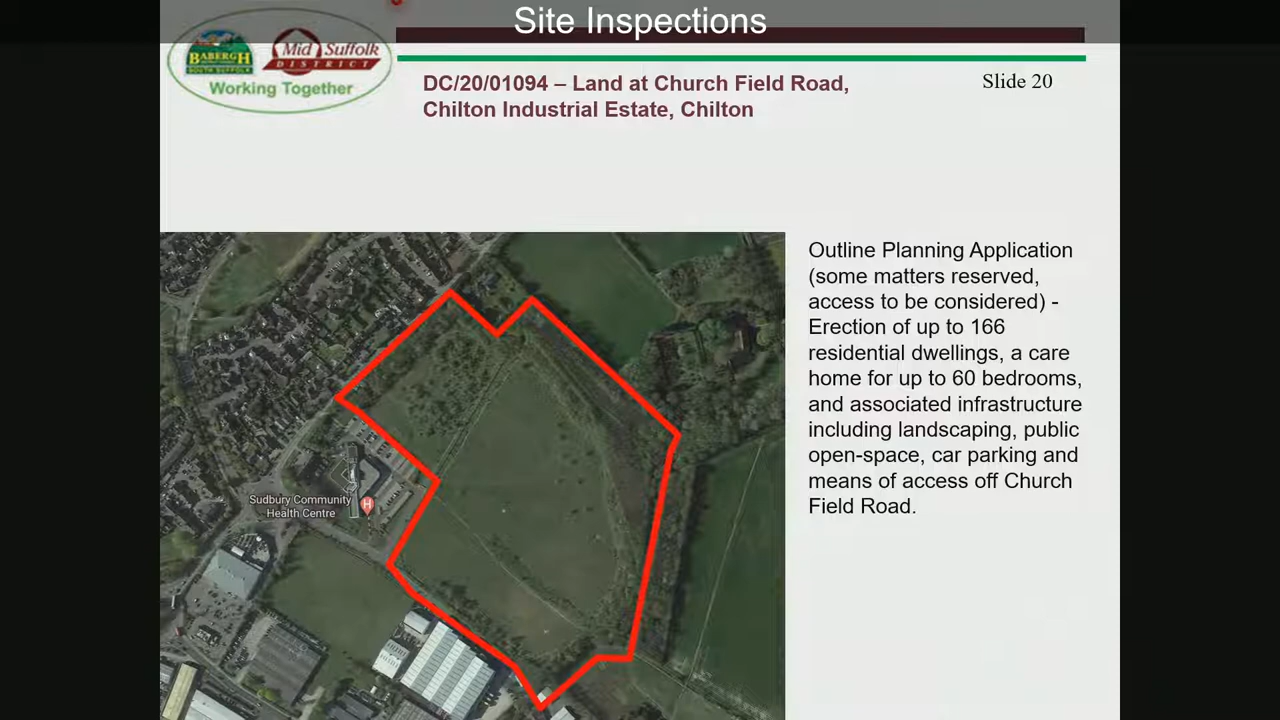 Site Inspections
BABERGH
SOUTH SUFFOLK
Mid Suffolk
DISTRICT
Working Together
DC/20/01094 – Land at Church Field Road,
Chilton Industrial Estate, Chilton
Slide 20
Outline Planning Application
(some matters reserved,
access to be considered) -
Erection of up to 166
residential dwellings, a care
home for up to 60 bedrooms,
and associated infrastructure
including landscaping, public
open-space, car parking and
means of access off Church
Field Road.
Sudbury Community
Health Centre
H